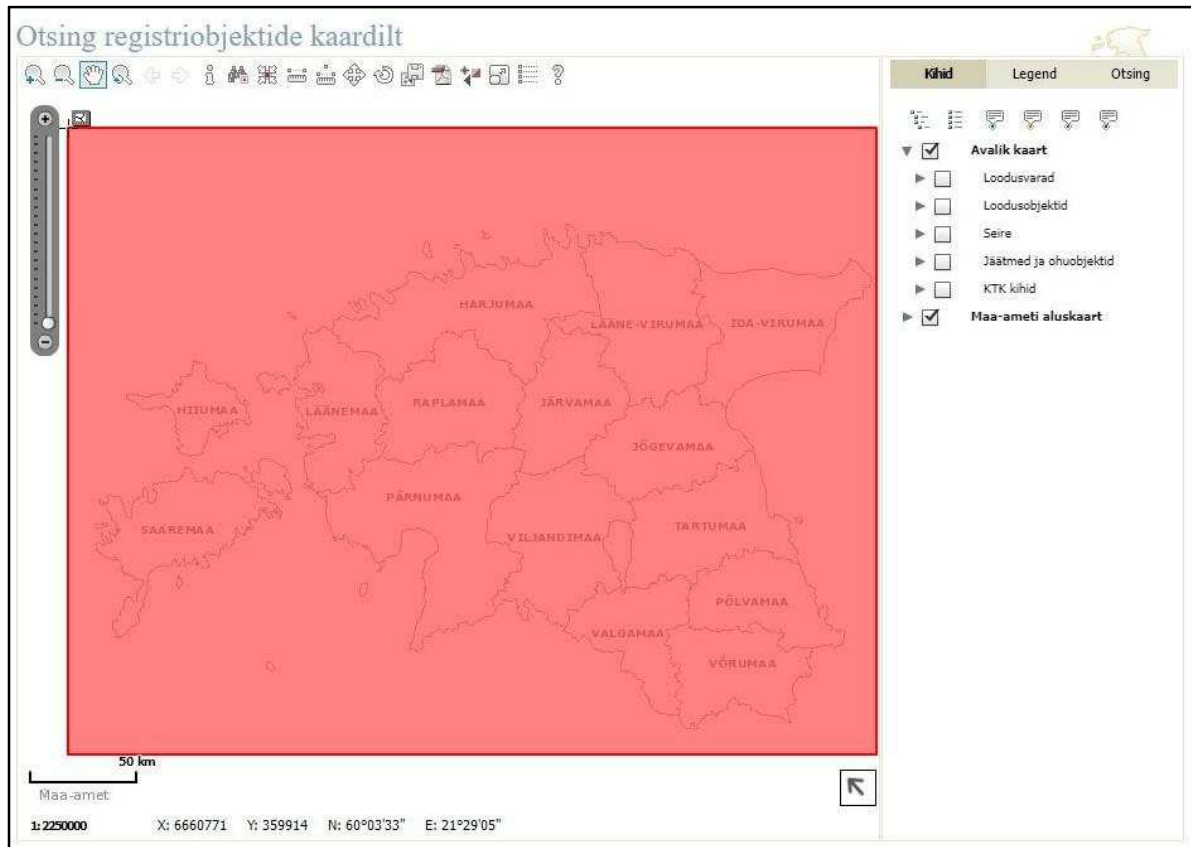 Otsing registriobjektide kaardilt
Kihid Legend Otsing
Avalik kaart
Loodusvarad
Loodusobjektid
Seire
Jäätmed ja ohuobjektid
KTK kihid
Maa-ameti aluskaart
HARJUMAA
LÄÄNE-VIRUMAA
IDA-VIRUMAA
HIIUMAA
LÄÄNEMAA
RAPLAMAA
JÄRVAMAA
JÕGEVAMAA
PÄRNUMAA
SAAREMAA
VILJANDIMAA
TARTUMAA
PÕLVAMAA
VALGAMAA
VÕRUMAA
50 km
Maa-amet
1:2250000 X: 6660771 Y: 359914 N: 60°03'33" E: 21°29'05"